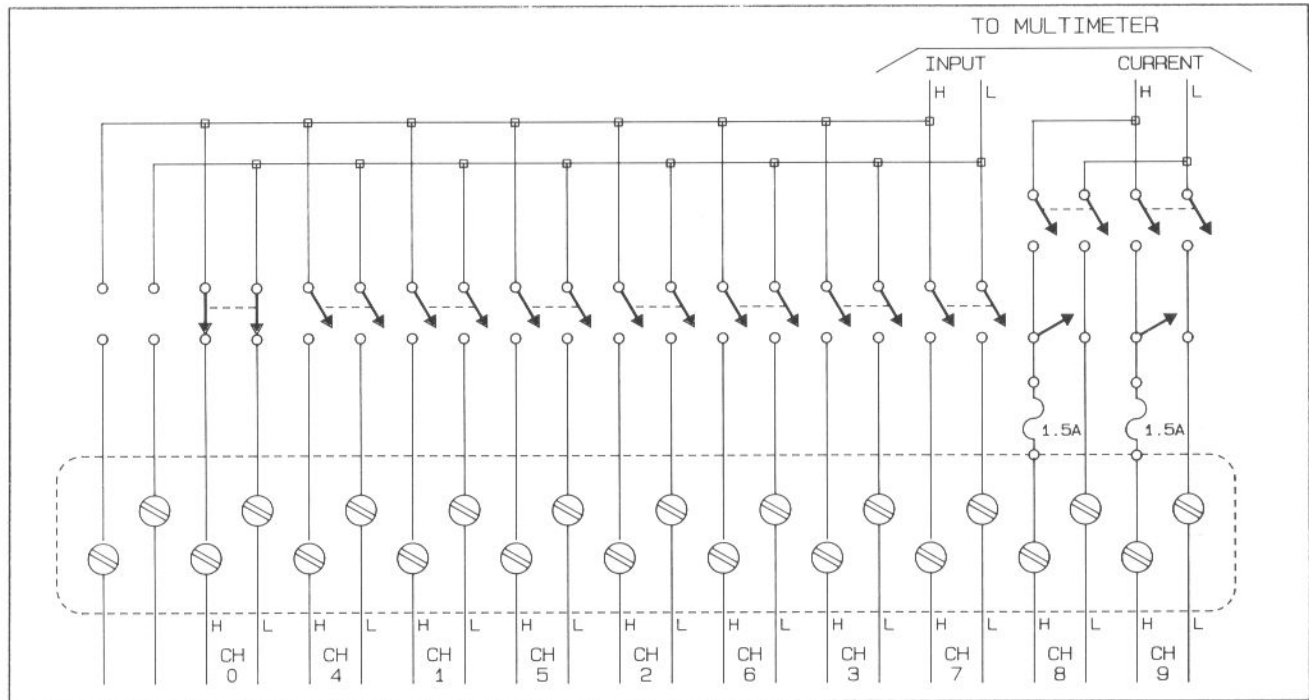 TO MULTIMETER
INPUT CURRENT
H L H L
1.5A 1.5A
H L H L H L H L H L H L H L H L H L H L
CH CH CH CH CH CH CH CH CH CH
0 4 1 5 2 6 3 7 8 9